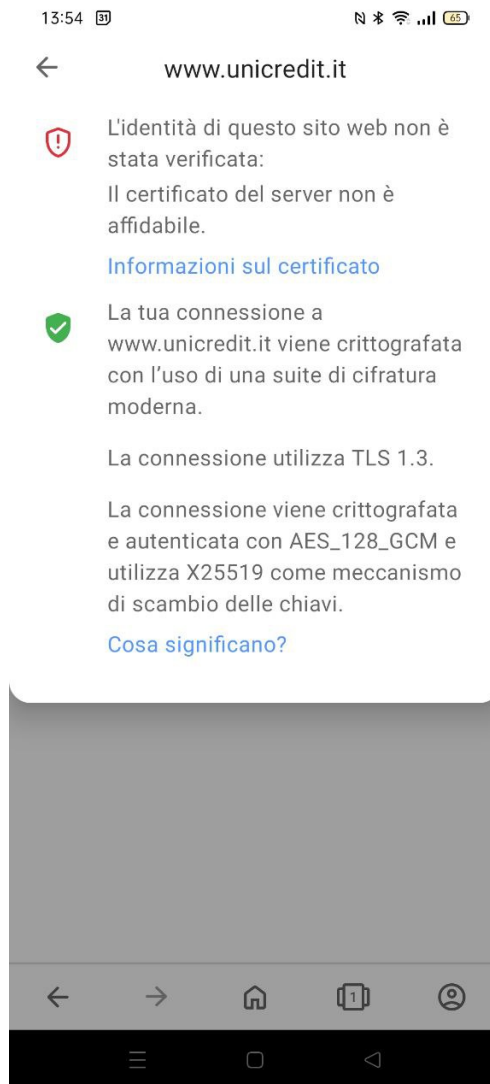 13:54 31 65
www.unicredit.it
L'identità di questo sito web non è
stata verificata:
Il certificato del server non è
affidabile.
Informazioni sul certificato
La tua connessione a
www.unicredit.it viene crittografata
con l’uso di una suite di cifratura
moderna.
La connessione utilizza TLS 1.3.
La connessione viene crittografata
e autenticata con AES_128_GCM e
utilizza X25519 come meccanismo
di scambio delle chiavi.
Cosa significano?
1